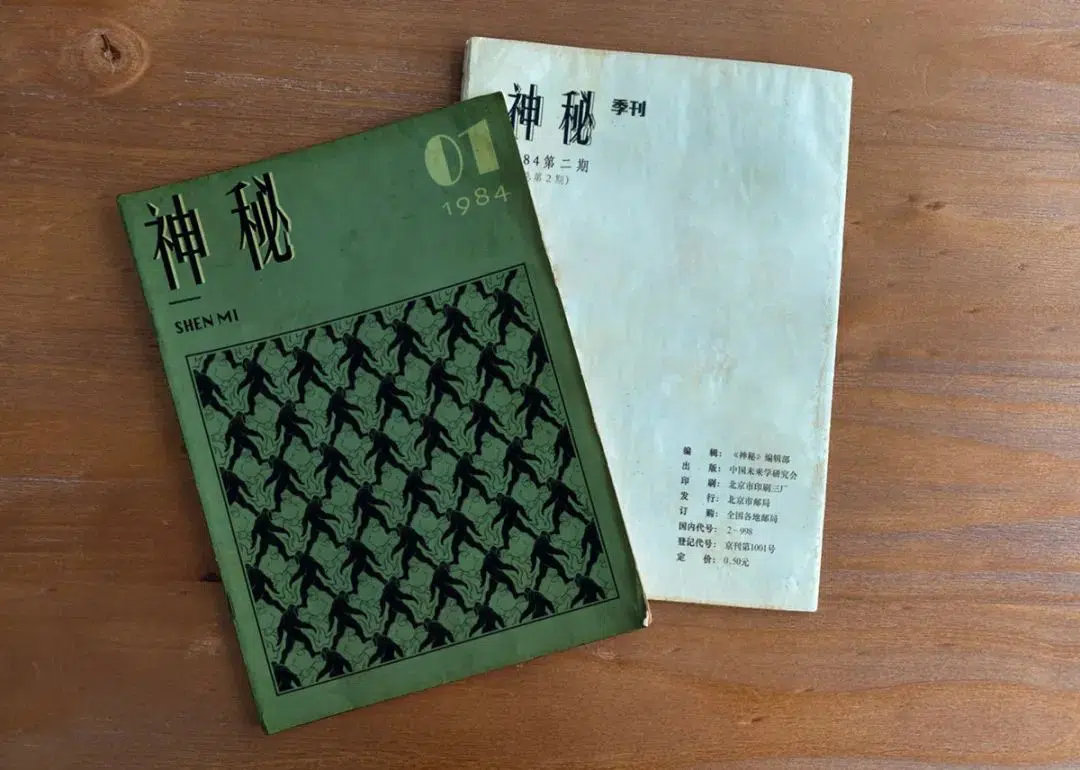 01
1984
神秘
SHEN MI
神秘 季刊
84第二期
第2期)
编 辑: 《神秘》编辑部
出 版: 中国未来学研究会
印 刷: 北京市印刷三厂
发 行: 北京市邮局
订 购: 全国各地邮局
国内代号: 2-998
登记代号: 京刊第1001号
定 价: 0.50元